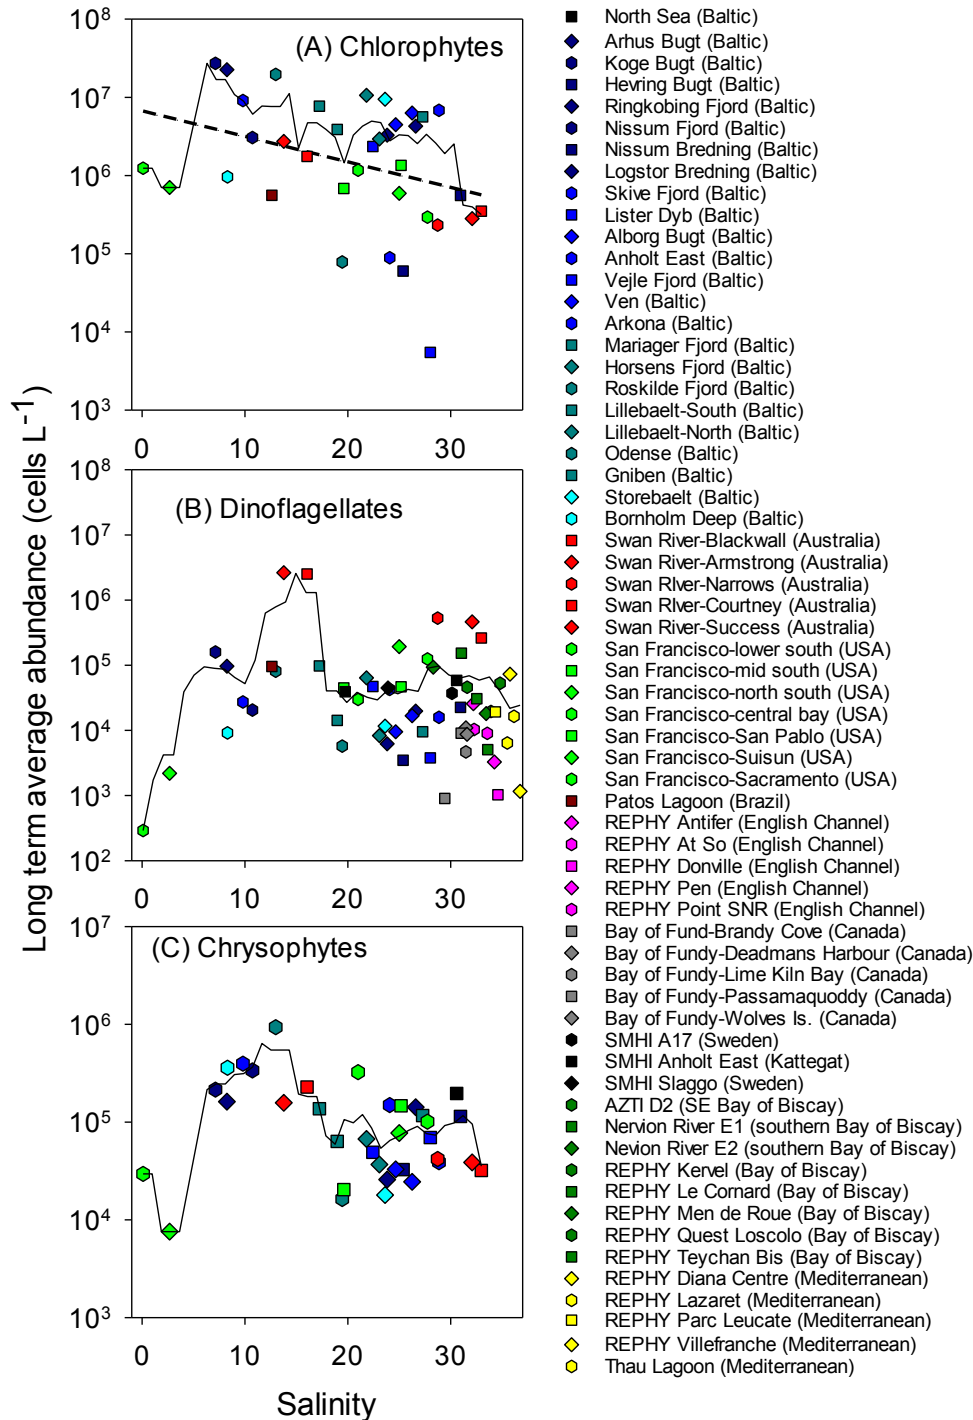 Long term average abundance (cells L-1)
(A) Chlorophytes
10^8
10^7
10^6
10^5
10^4
10^3
0 10 20 30
(B) Dinoflagellates
10^8
10^7
10^6
10^5
10^4
10^3
10^2
0 10 20 30
(C) Chrysophytes
10^7
10^6
10^5
10^4
10^3
0 10 20 30
Salinity
North Sea (Baltic)
Arhus Bugt (Baltic)
Koge Bugt (Baltic)
Hevring Bugt (Baltic)
Ringkobing Fjord (Baltic)
Nissum Fjord (Baltic)
Nissum Bredning (Baltic)
Logstor Bredning (Baltic)
Skive Fjord (Baltic)
Lister Dyb (Baltic)
Alborg Bugt (Baltic)
Anholt East (Baltic)
Vejle Fjord (Baltic)
Ven (Baltic)
Arkona (Baltic)
Mariager Fjord (Baltic)
Horsens Fjord (Baltic)
Roskilde Fjord (Baltic)
Lillebaelt-South (Baltic)
Lillebaelt-North (Baltic)
Odense (Baltic)
Gniben (Baltic)
Storebaelt (Baltic)
Bornholm Deep (Baltic)
Swan River-Blackwall (Australia)
Swan RIver-Armstrong (Australia)
Swan RIver-Narrows (Australia)
Swan RIver-Courtney (Australia)
Swan River-Success (Australia)
San Francisco-lower south (USA)
San Francisco-mid south (USA)
San Francisco-north south (USA)
San Francisco-central bay (USA)
San Francisco-San Pablo (USA)
San Francisco-Suisun (USA)
San Francisco-Sacramento (USA)
Patos Lagoon (Brazil)
REPHY Antifer (English Channel)
REPHY At So (English Channel)
REPHY Donville (English Channel)
REPHY Pen (English Channel)
REPHY Point SNR (English Channel)
Bay of Fund-Brandy Cove (Canada)
Bay of Fundy-Deadmans Harbour (Canada)
Bay of Fundy-Lime Kiln Bay (Canada)
Bay of Fundy-Passamaquoddy (Canada)
Bay of Fundy-Wolves Is. (Canada)
SMHI A17 (Sweden)
SMHI Anholt East (Kattegat)
SMHI Slaggo (Sweden)
AZTI D2 (SE Bay of Biscay)
Nervion River E1 (southern Bay of Biscay)
Nevion River E2 (southern Bay of Biscay)
REPHY Kervel (Bay of Biscay)
REPHY Le Cornard (Bay of Biscay)
REPHY Men de Roue (Bay of Biscay)
REPHY Quest Loscolo (Bay of Biscay)
REPHY Teychan Bis (Bay of Biscay)
REPHY Diana Centre (Mediterranean)
REPHY Lazaret (Mediterranean)
REPHY Parc Leucate (Mediterranean)
REPHY Villefranche (Mediterranean)
Thau Lagoon (Mediterranean)